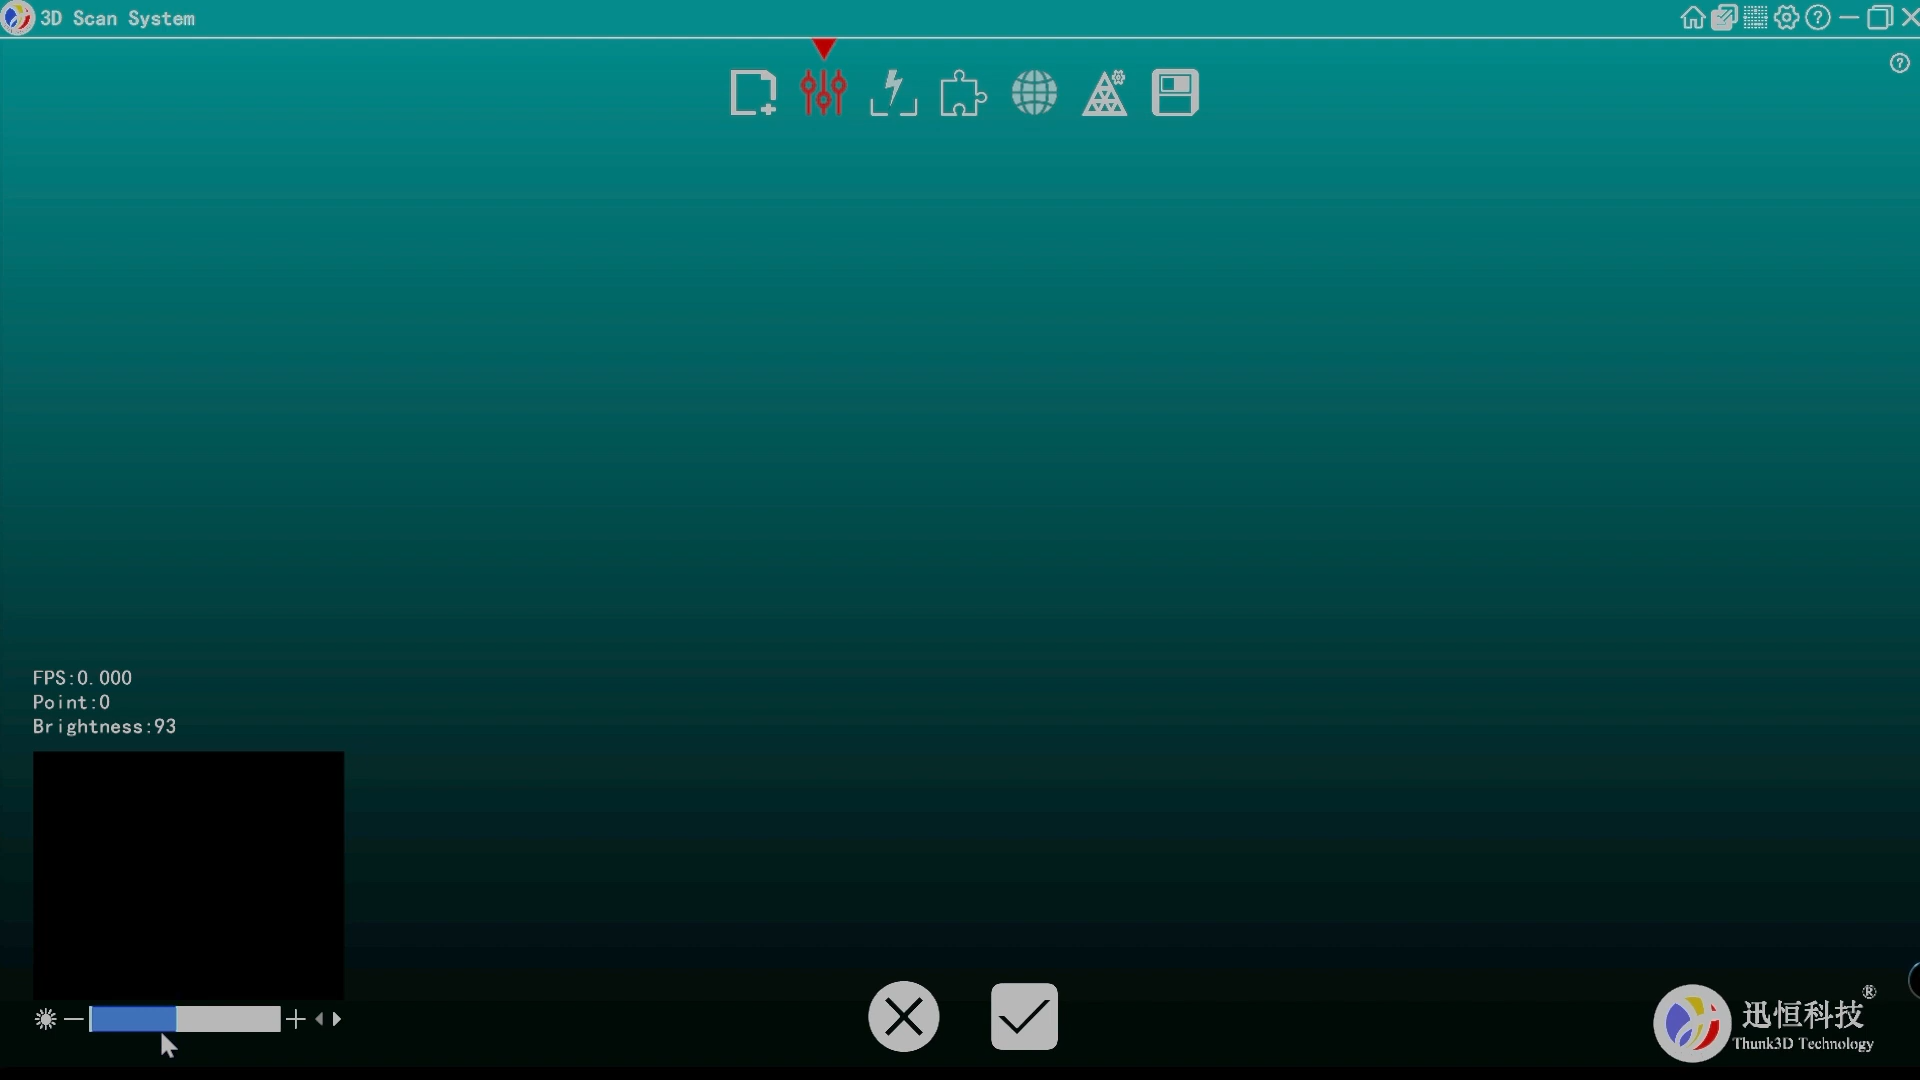 3D Scan System
FPS:0.000
Point:0
Brightness:93
迅恒科技®
Thunk3D Technology